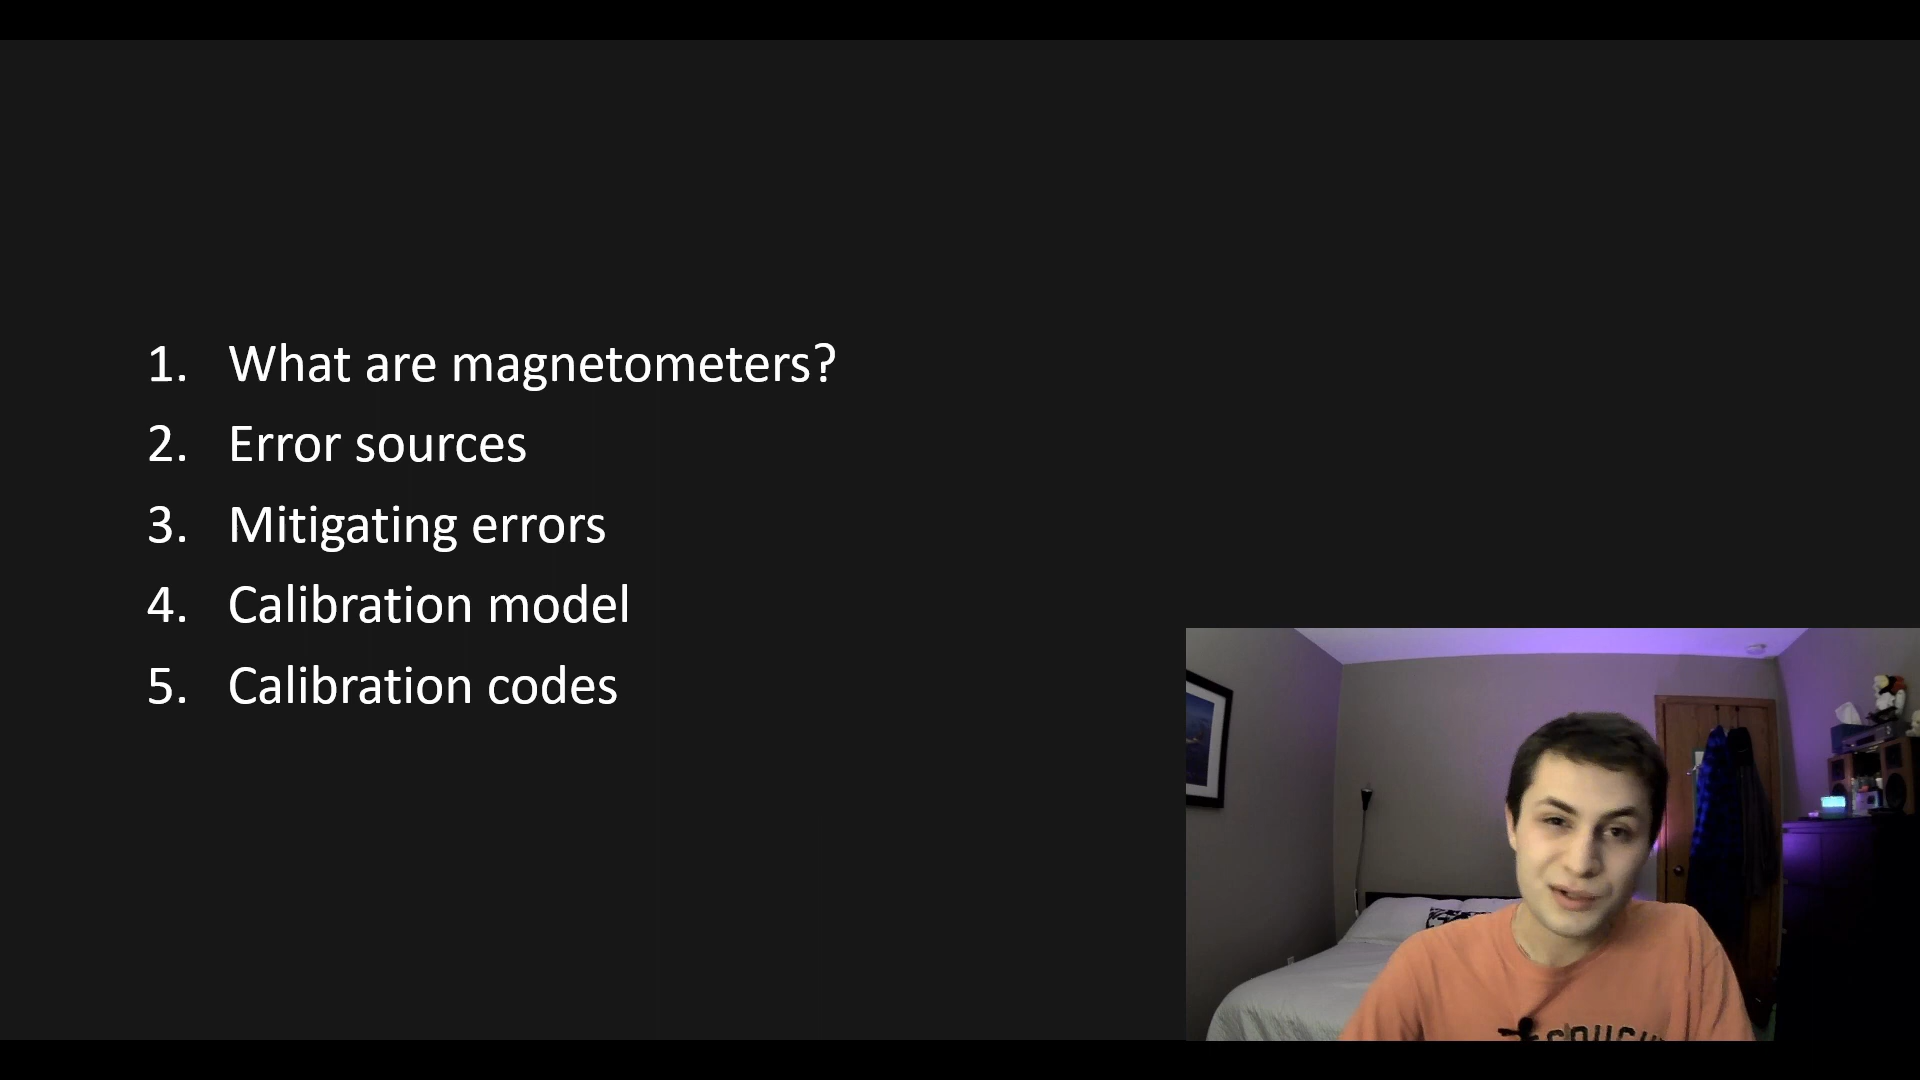 1. What are magnetometers?
2. Error sources
3. Mitigating errors
4. Calibration model
5. Calibration codes